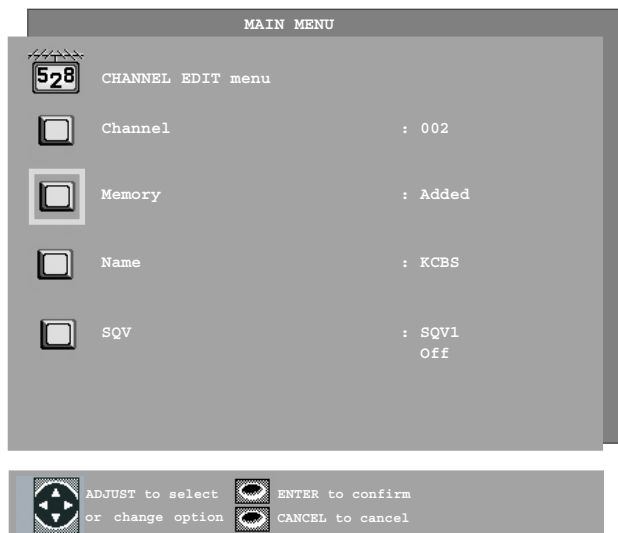 MAIN MENU
528
CHANNEL EDIT menu
Channel : 002
Memory : Added
Name : KCBS
SQV : SQV1
Off
ADJUST to select ENTER to confirm
or change option CANCEL to cancel